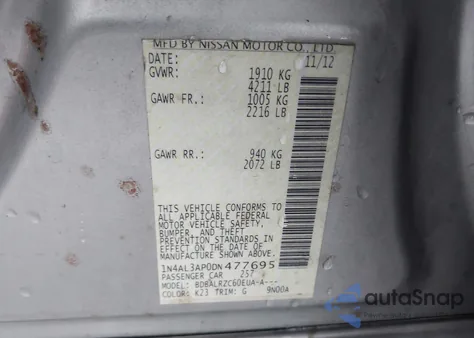 MFD BY NISSAN MOTOR CO., LTD.
DATE: 11/12
GVWR: 1910 KG
4211 LB
GAWR FR.: 1005 KG
2216 LB
GAWR RR.: 940 KG
2072 LB
THIS VEHICLE CONFORMS TO
ALL APPLICABLE FEDERAL
MOTOR VEHICLE SAFETY,
BUMPER, AND THEFT
PREVENTION STANDARDS IN
EFFECT ON THE DATE OF
MANUFACTURE SHOWN ABOVE.
1N4AL3AP0DN477695
PASSENGER CAR 257
MODEL: BDBALRZC60EUA-A---
COLOR: K23 TRIM: G 9N00A
autoSnap